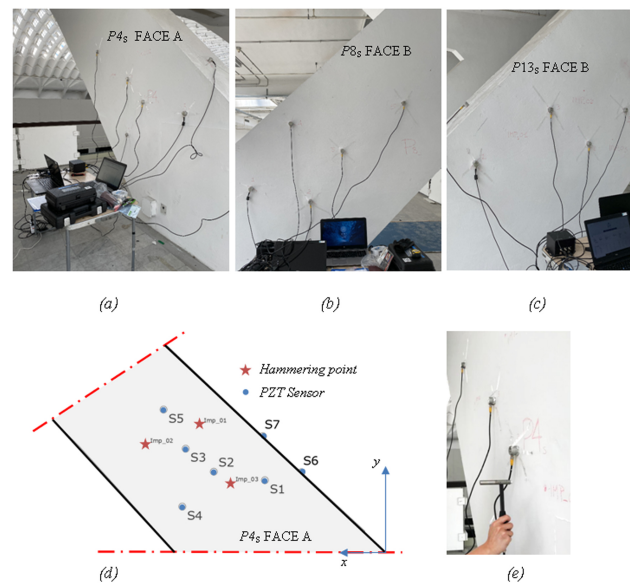 P4s FACE A
P8s FACE B
P13s FACE B
(a)
(b)
(c)
Hammering point
PZT Sensor
S5
Imp_01
S7
Imp_02
S3
S2
S6
Imp_03
S1
S4
y
x
P4s FACE A
(d)
P4
(e)